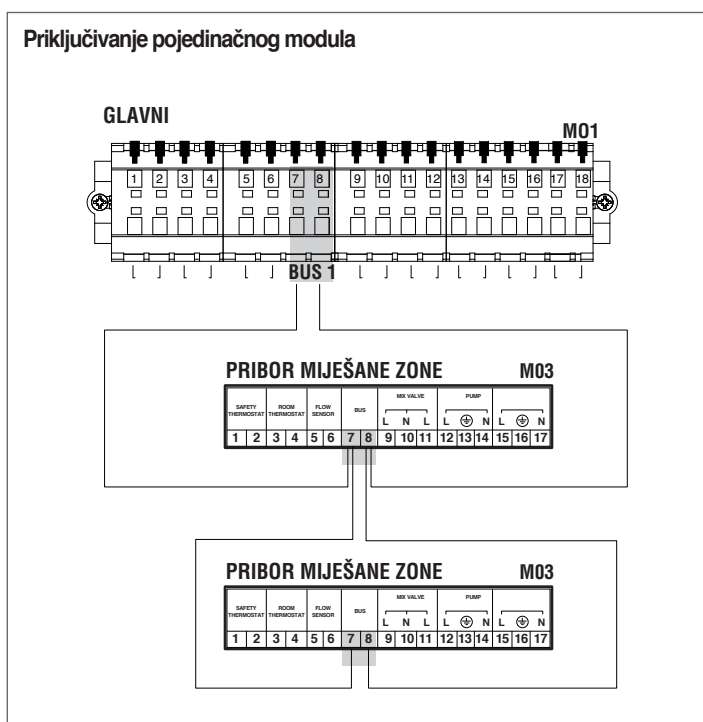 Priključivanje pojedinačnog modula
GLAVNI
M01
1 2 3 4 5 6 7 8 9 10 11 12 13 14 15 16 17 18
BUS 1
PRIBOR MIJEŠANE ZONE M03
MIX VALVE PUMP
SAFETY ROOM FLOW BUS
THERMOSTAT THERMOSTAT SENSOR
L N L L N L N
1 2 3 4 5 6 7 8 9 10 11 12 13 14 15 16 17
PRIBOR MIJEŠANE ZONE M03
MIX VALVE PUMP
SAFETY ROOM FLOW BUS
THERMOSTAT THERMOSTAT SENSOR
L N L L N L N
1 2 3 4 5 6 7 8 9 10 11 12 13 14 15 16 17